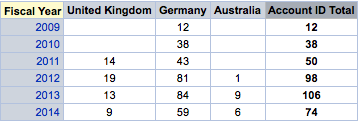 Fiscal Year United Kingdom Germany Australia Account ID Total
2009 12 12
2010 38 38
2011 14 43 50
2012 19 81 1 98
2013 13 84 9 106
2014 9 59 6 74